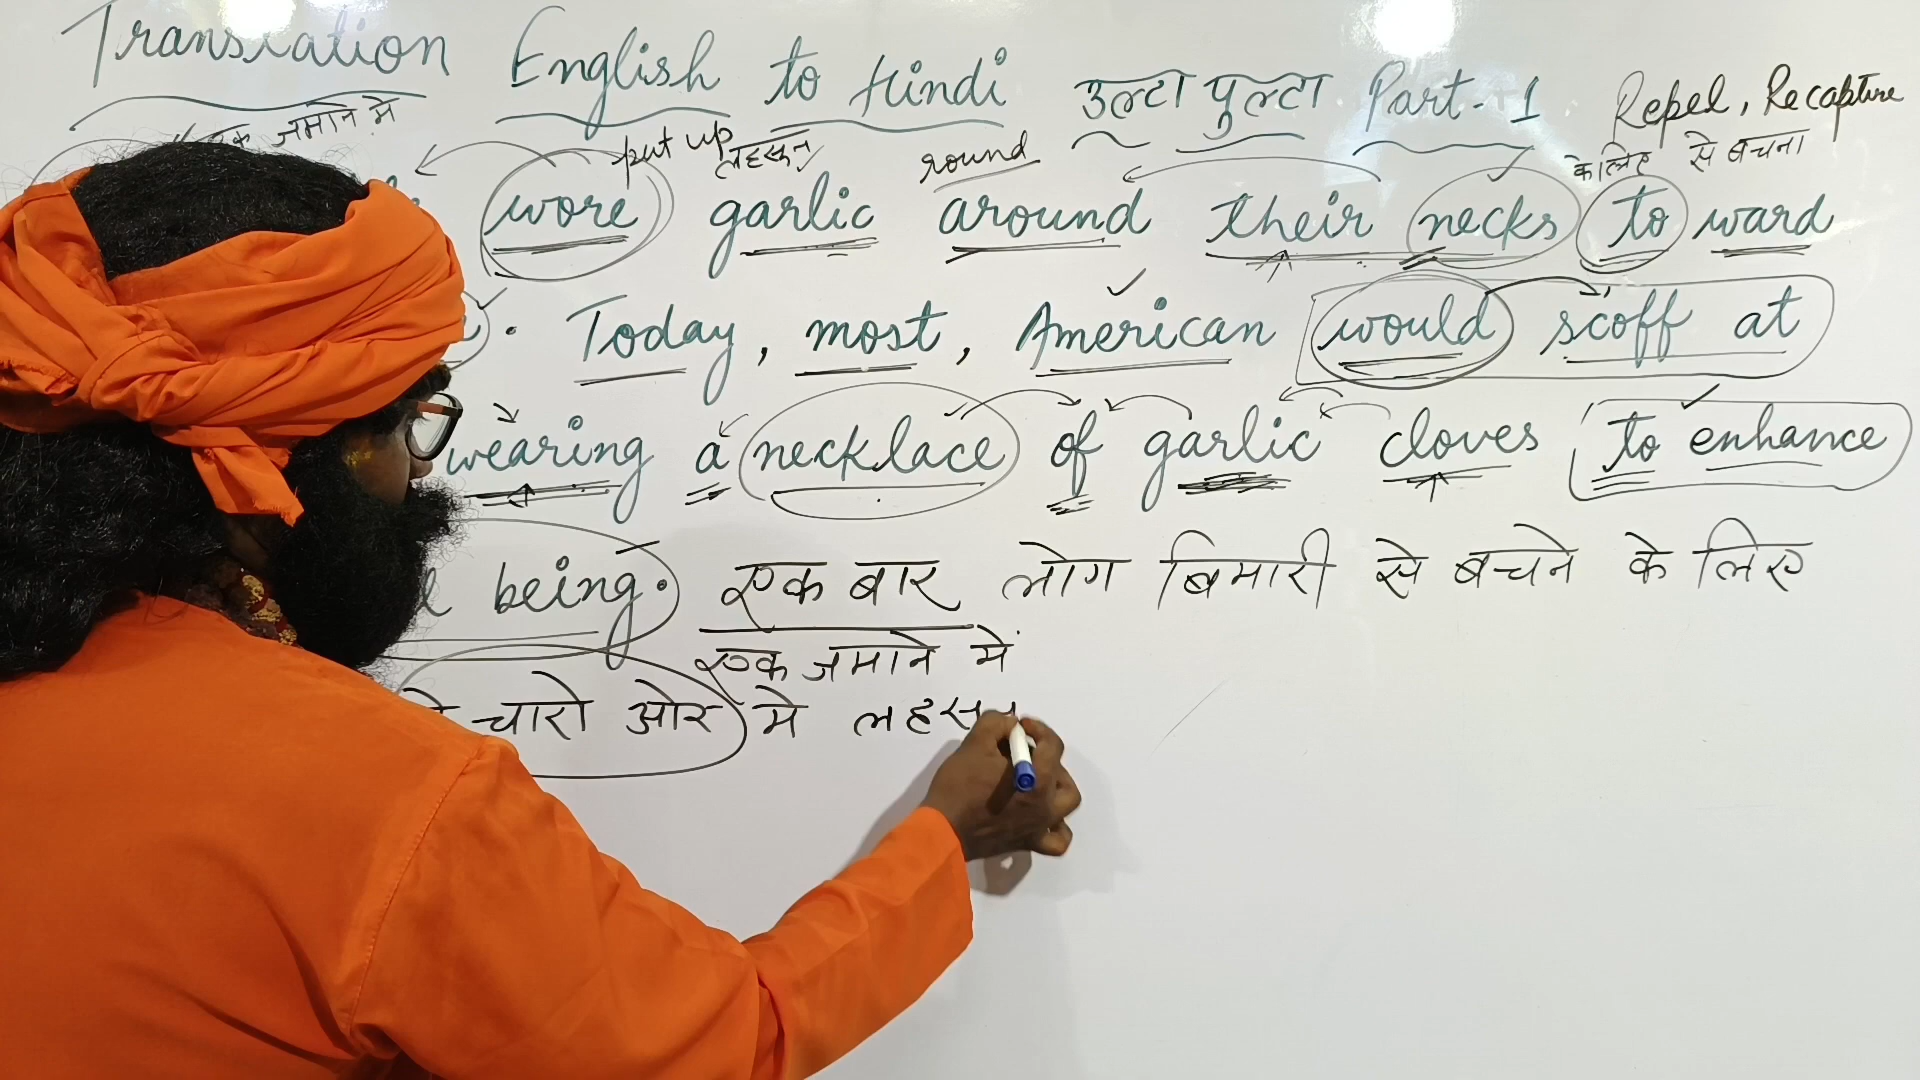 Translation English to Hindi उल्टा पुल्टा Part-1 Repel, Recapture
एक जमाने में put up लहसुन round के लिए से बचना
wore garlic around their necks to ward
. Today, most, American would scoff at
wearing a necklace of garlic cloves to enhance
being. एक बार लोग बिमारी से बचने के लिए
एक जमाने में
चारो ओर मे